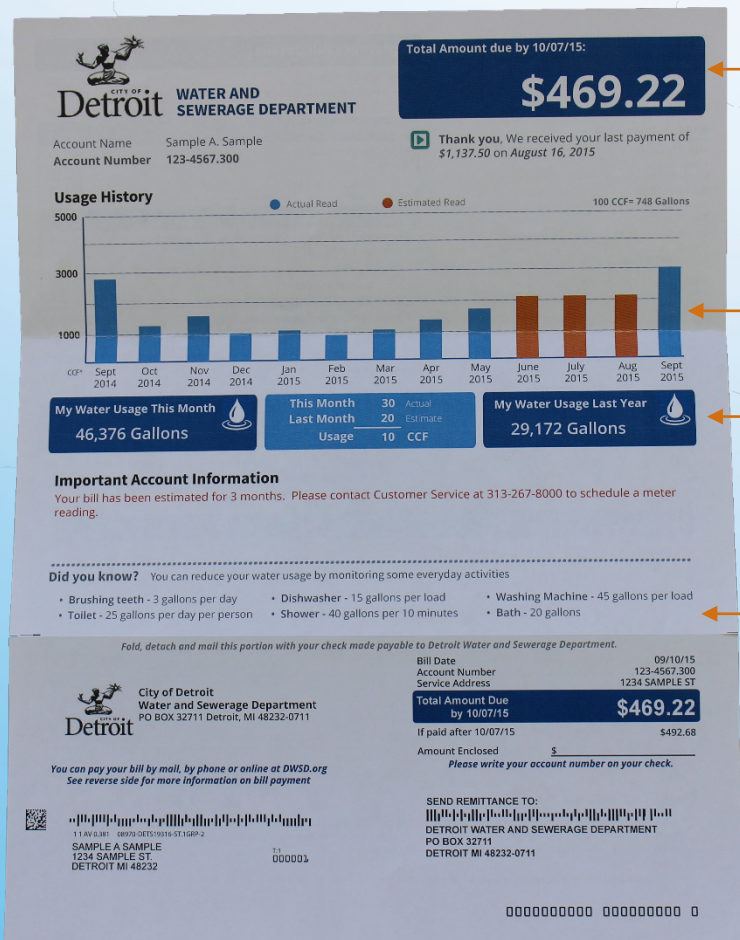 Total Amount due by 10/07/15:
$469.22
CITY OF
Detroit
WATER AND
SEWERAGE DEPARTMENT
Account Name Sample A. Sample
Account Number 123-4567.300
Thank you, We received your last payment of
$1,137.50 on August 16, 2015
Usage History
Actual Read
Estimated Read
100 CCF= 748 Gallons
5000
3000
1000
CCF*
Sept 2014
Oct 2014
Nov 2014
Dec 2014
Jan 2015
Feb 2015
Mar 2015
Apr 2015
May 2015
June 2015
July 2015
Aug 2015
Sept 2015
My Water Usage This Month
46,376 Gallons
This Month 30 Actual
Last Month 20 Estimate
Usage 10 CCF
My Water Usage Last Year
29,172 Gallons
Important Account Information
Your bill has been estimated for 3 months. Please contact Customer Service at 313-267-8000 to schedule a meter
reading.
Did you know? You can reduce your water usage by monitoring some everyday activities
• Brushing teeth - 3 gallons per day
• Toilet - 25 gallons per day per person
• Dishwasher - 15 gallons per load
• Shower - 40 gallons per 10 minutes
• Washing Machine - 45 gallons per load
• Bath - 20 gallons
Fold, detach and mail this portion with your check made payable to Detroit Water and Sewerage Department.
CITY OF
Detroit
City of Detroit
Water and Sewerage Department
PO BOX 32711 Detroit, MI 48232-0711
Bill Date 09/10/15
Account Number 123-4567.300
Service Address 1234 SAMPLE ST
Total Amount Due
by 10/07/15
$469.22
If paid after 10/07/15 $492.68
Amount Enclosed $
Please write your account number on your check.
You can pay your bill by mail, by phone or online at DWSD.org
See reverse side for more information on bill payment
1 1 AV 0.381 08970-DETS19316-ST.1GRP-2
SAMPLE A SAMPLE
1234 SAMPLE ST.
DETROIT MI 48232
T:1
000001
SEND REMITTANCE TO:
DETROIT WATER AND SEWERAGE DEPARTMENT
PO BOX 32711
DETROIT MI 48232-0711
0000000000 000000000 0